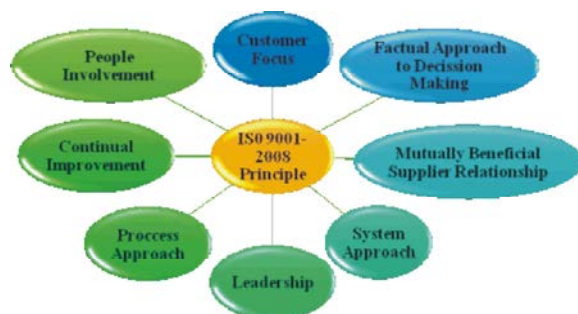 Customer
Focus
Factual Approach
to Decission
Making
Mutually Beneficial
Supplier Relationship
System
Approach
Leadership
Proccess
Approach
Continual
Improvement
People
Involvement
IS0 9001-
2008
Principle